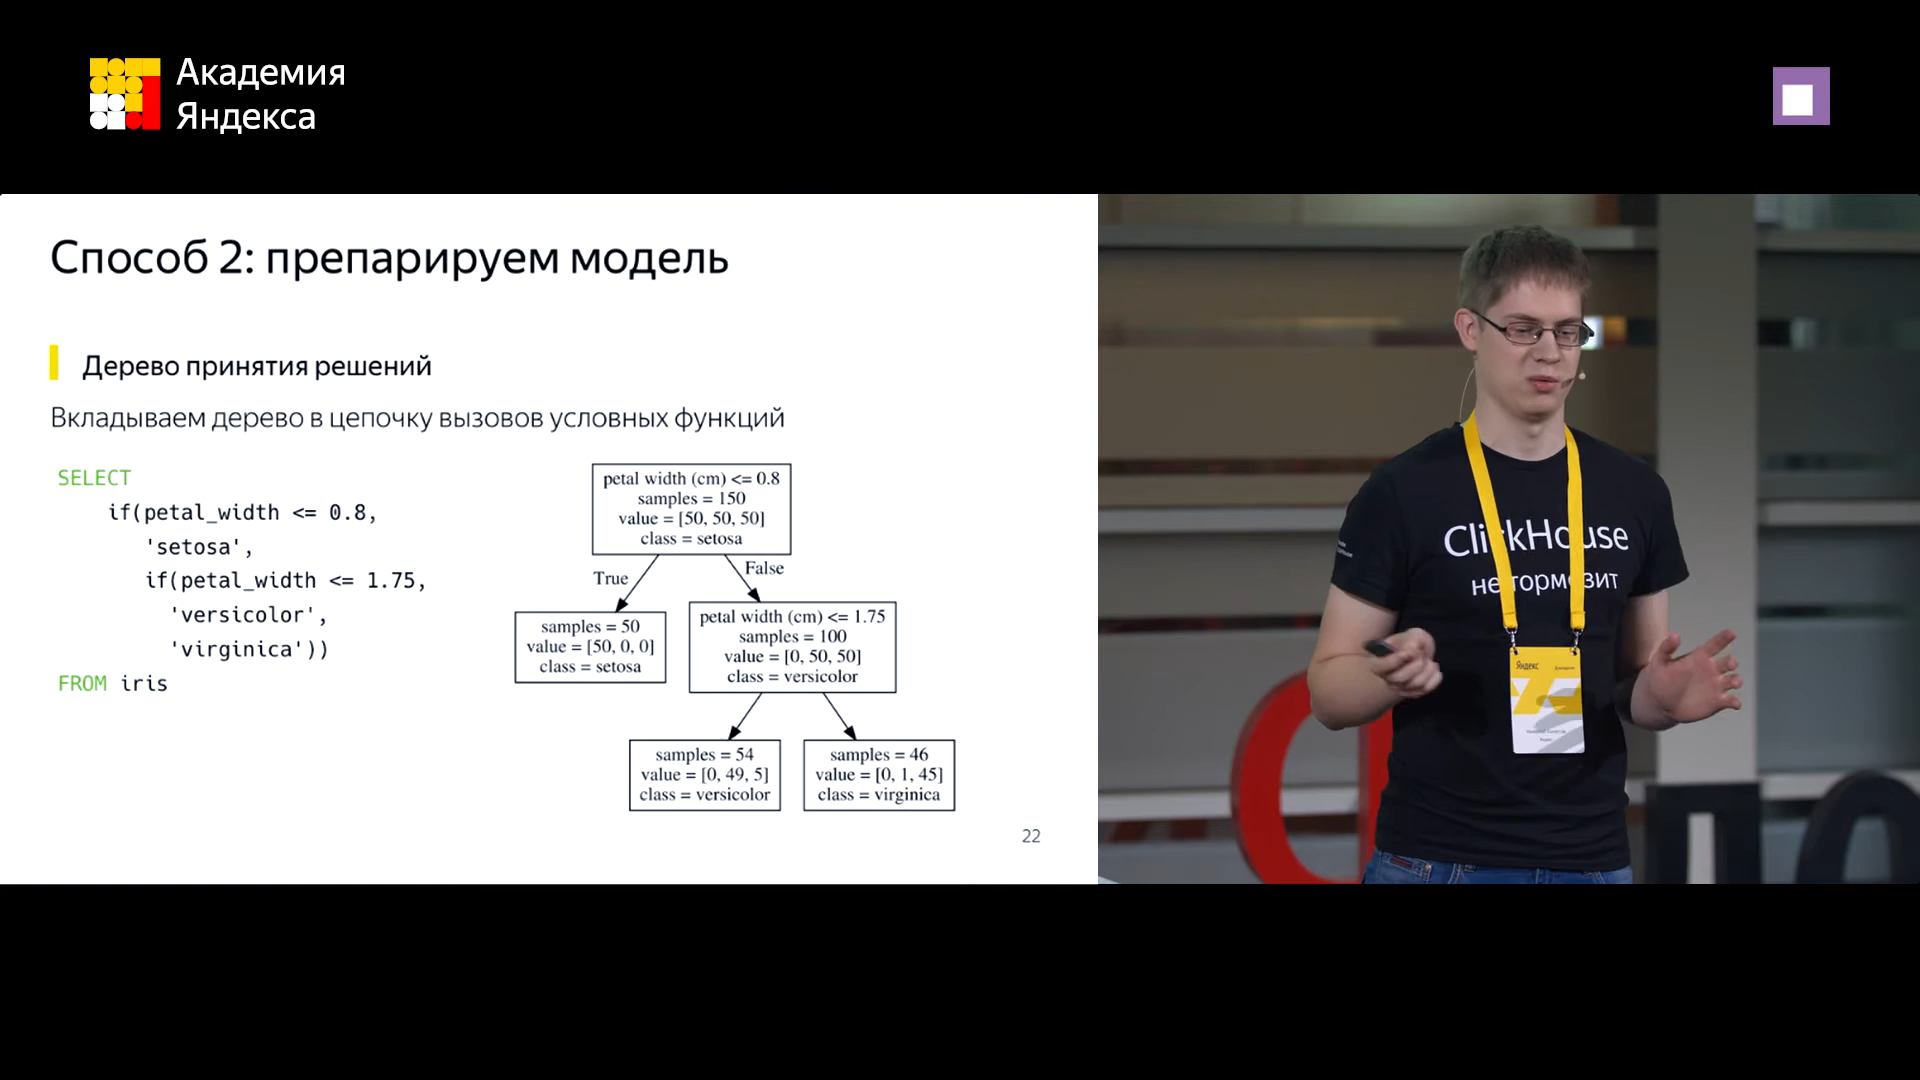 Академия
Яндекса
Способ 2: препарируем модель
Дерево принятия решений
Вкладываем дерево в цепочку вызовов условных функций
SELECT
if(petal_width <= 0.8,
'setosa',
if(petal_width <= 1.75,
'versicolor',
'virginica'))
FROM iris
petal width (cm) <= 0.8
samples = 150
value = [50, 50, 50]
class = setosa
True
False
samples = 50
value = [50, 0, 0]
class = setosa
petal width (cm) <= 1.75
samples = 100
value = [0, 50, 50]
class = versicolor
samples = 54
value = [0, 49, 5]
class = versicolor
samples = 46
value = [0, 1, 45]
class = virginica
22
ClickHouse
не тормозит
Яндекс